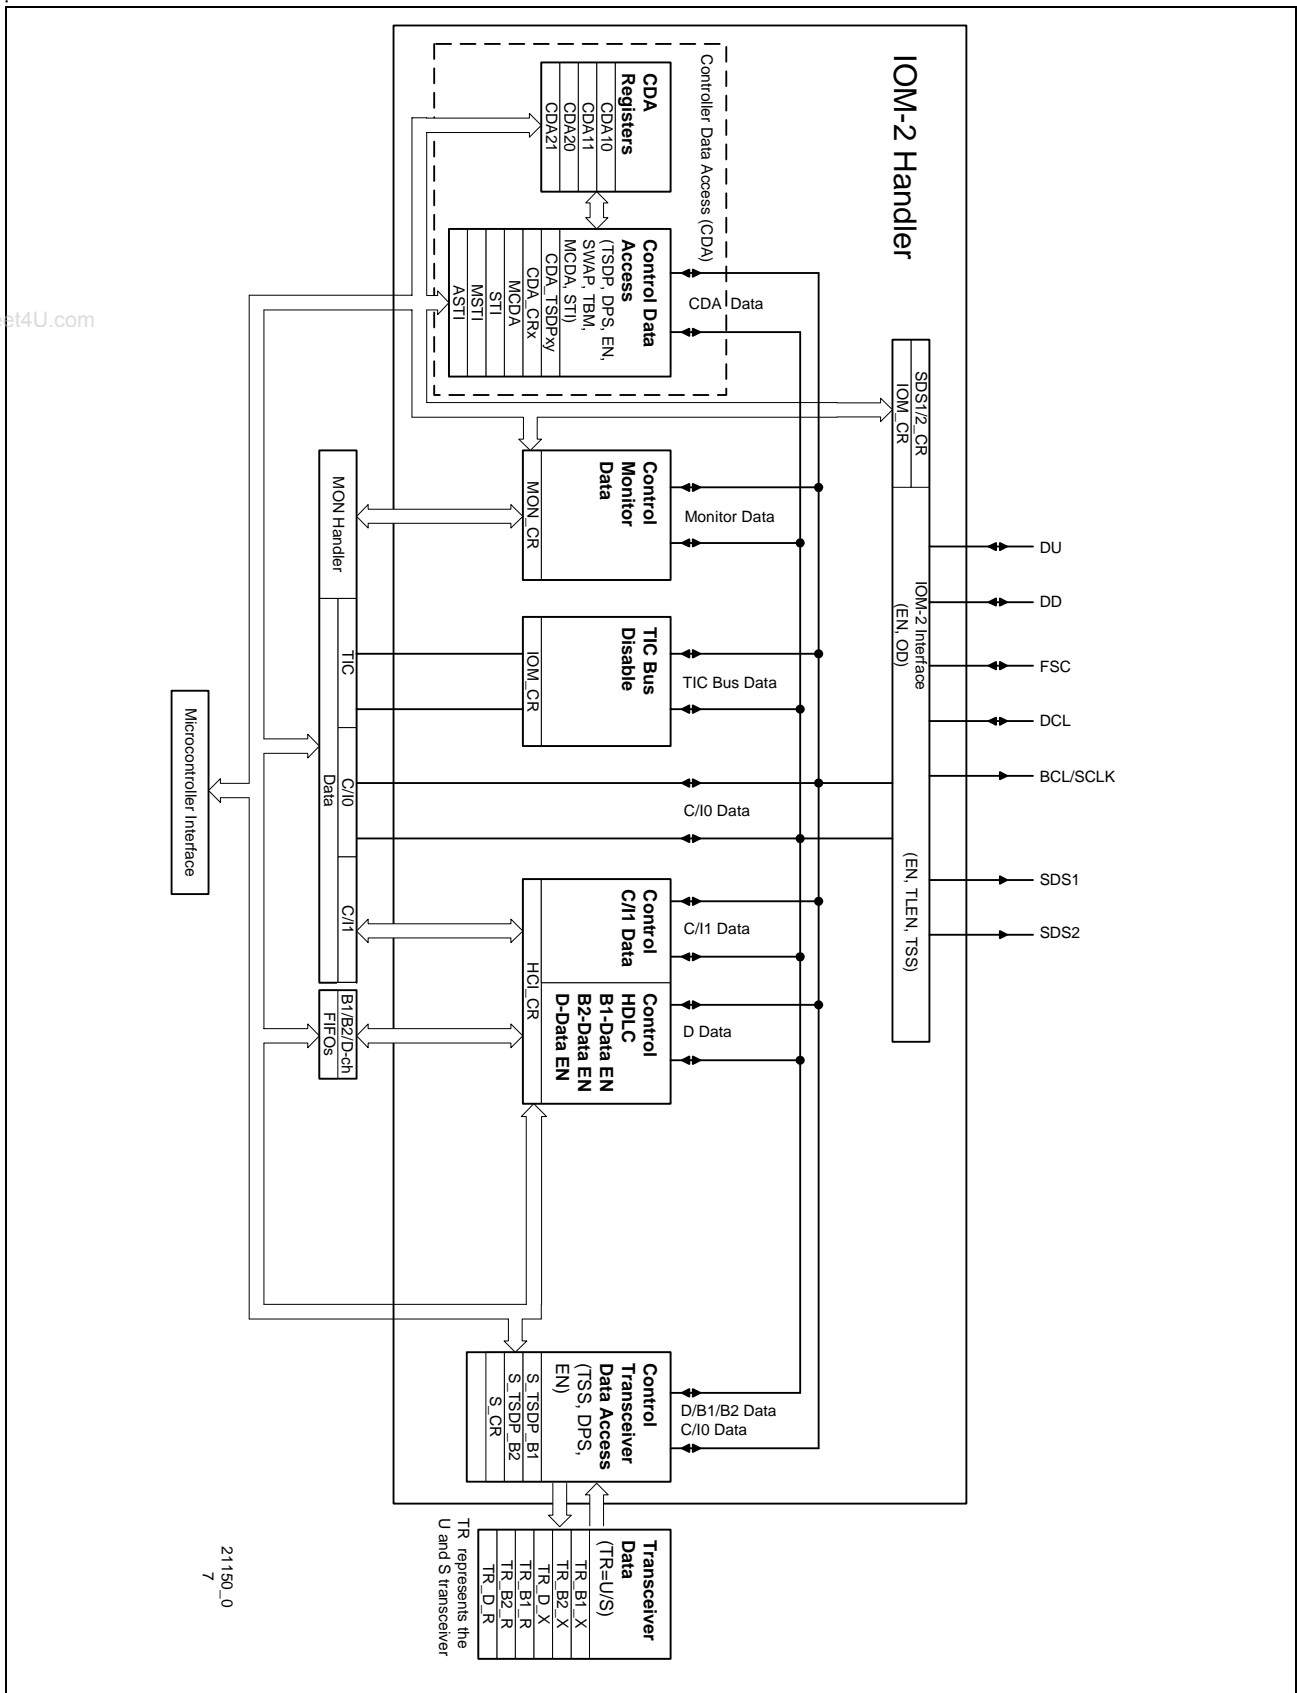 IOM-2 Handler
Controller Data Access (CDA)
CDA
Registers
CDA10
CDA11
CDA20
CDA21
Control Data
Access
(TSDP, DPS, EN,
SWAP, TBM,
MCDA, STI)
CDA_TSDPxy
CDA_CRx
MCDA
STI
MSTI
ASTI
CDA Data
SDS1/2_CR
IOM_CR
IOM-2 Interface
(EN, OD)
(EN, TLEN, TSS)
DU
DD
FSC
DCL
BCL/SCLK
SDS1
SDS2
Control
Monitor
Data
MON_CR
Monitor Data
TIC Bus
Disable
IOM_CR
TIC Bus Data
C/I0 Data
Control
C/I1 Data
C/I1 Data
Control
HDLC
B1-Data EN
B2-Data EN
D-Data EN
HCI_CR
D Data
MON Handler
TIC
C/I0
C/I1
Data
B1/B2/D-ch
FIFOs
Microcontroller Interface
Control
Transceiver
Data Access
(TSS, DPS,
EN)
S_TSDP_B1
S_TSDP_B2
S_CR
D/B1/B2 Data
C/I0 Data
Transceiver
Data
(TR=U/S)
TR_B1_X
TR_B2_X
TR_D_X
TR_B1_R
TR_B2_R
TR_D_R
TR represents the
U and S transceiver
21150_0
7
et4U.com